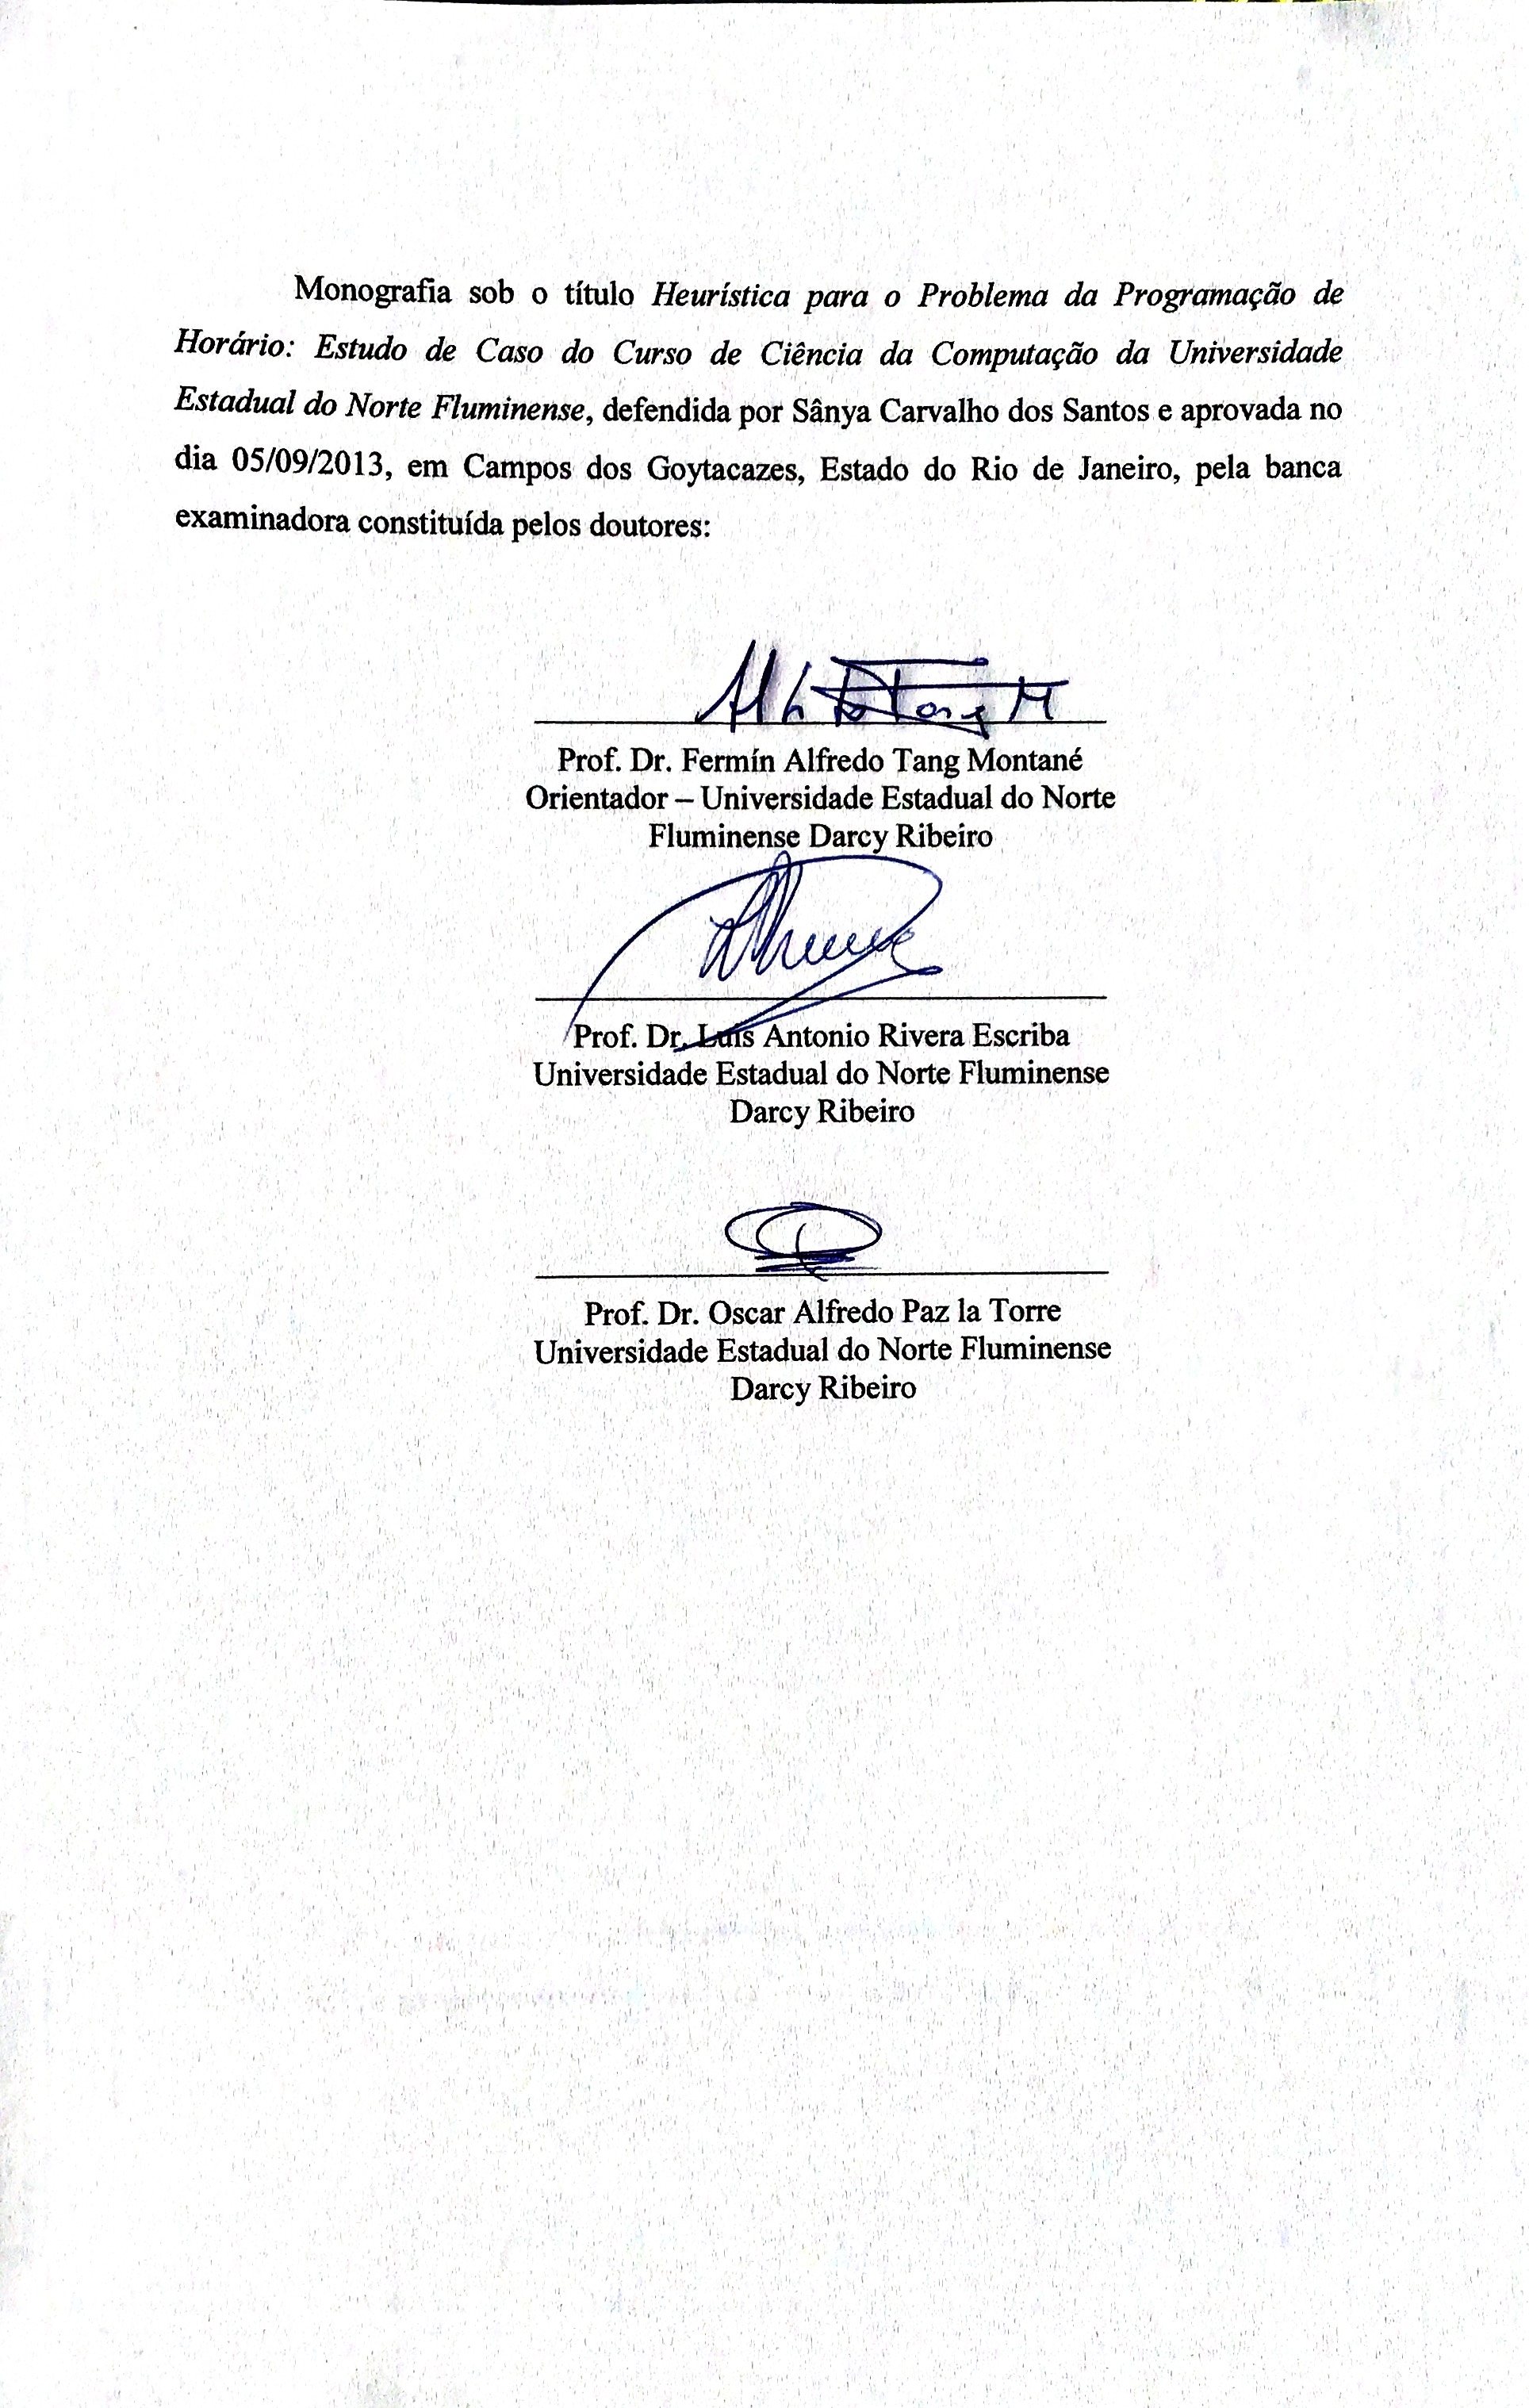 Monografia sob o título Heurística para o Problema da Programação de
Horário: Estudo de Caso do Curso de Ciência da Computação da Universidade
Estadual do Norte Fluminense, defendida por Sânya Carvalho dos Santos e aprovada no
dia 05/09/2013, em Campos dos Goytacazes, Estado do Rio de Janeiro, pela banca
examinadora constituída pelos doutores:
Prof. Dr. Fermín Alfredo Tang Montané
Orientador – Universidade Estadual do Norte
Fluminense Darcy Ribeiro
Prof. Dr. Luis Antonio Rivera Escriba
Universidade Estadual do Norte Fluminense
Darcy Ribeiro
Prof. Dr. Oscar Alfredo Paz la Torre
Universidade Estadual do Norte Fluminense
Darcy Ribeiro